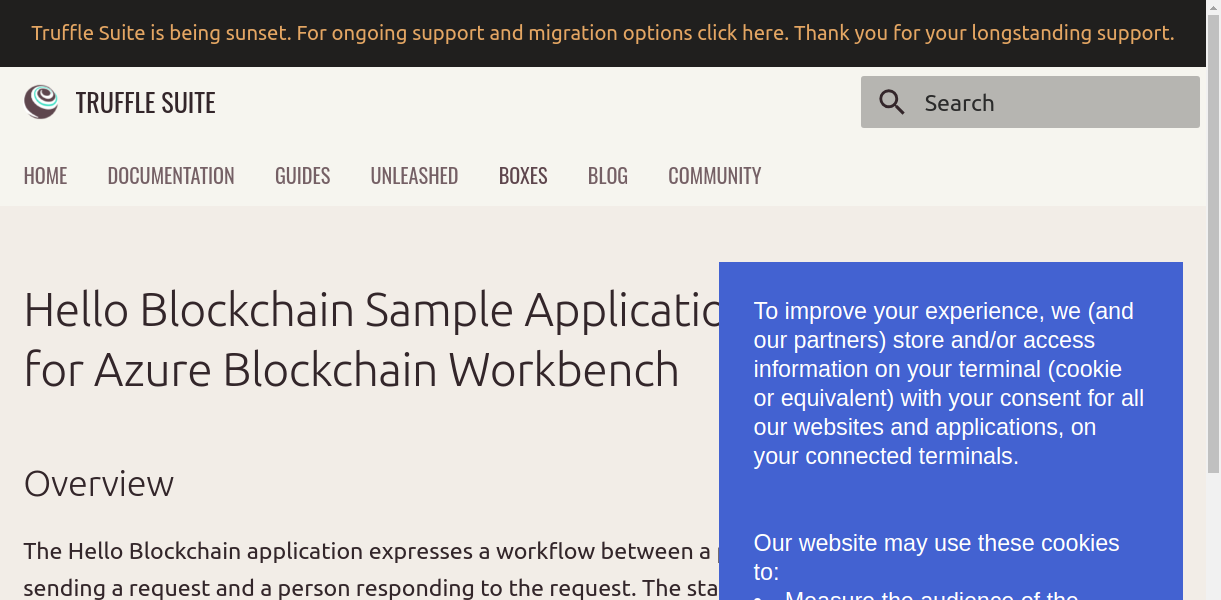 Truffle Suite is being sunset. For ongoing support and migration options click here. Thank you for your longstanding support.
TRUFFLE SUITE
Search
HOME DOCUMENTATION GUIDES UNLEASHED BOXES BLOG COMMUNITY
Hello Blockchain Sample Applicatio
for Azure Blockchain Workbench
Overview
The Hello Blockchain application expresses a workflow between a
sending a request and a person responding to the request. The sta
To improve your experience, we (and
our partners) store and/or access
information on your terminal (cookie
or equivalent) with your consent for all
our websites and applications, on
your connected terminals.
Our website may use these cookies
to:
• Measure the audience of the